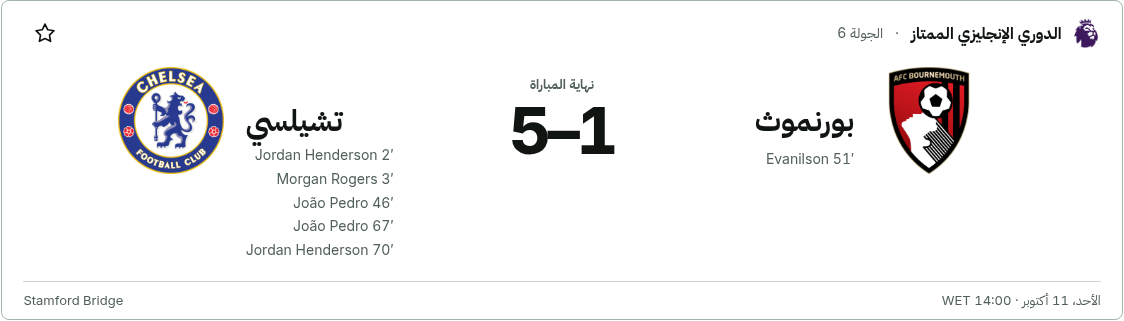 الدوري الإنجليزي الممتاز · الجولة 6
AFC BOURNEMOUTH
بورنموث
Evanilson 51’
نهاية المباراة
5–1
CHELSEA
FOOTBALL CLUB
تشيلسي
Jordan Henderson 2’
Morgan Rogers 3’
João Pedro 46’
João Pedro 67’
Jordan Henderson 70’
الأحد، 11 أكتوبر · 14:00 WET
Stamford Bridge